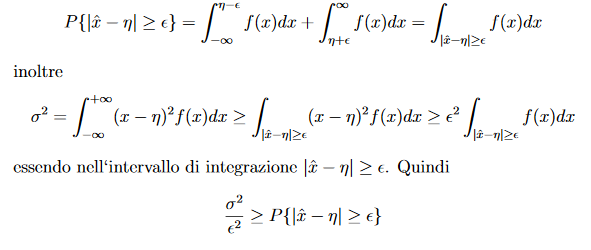 P{|x̂ − η| ≥ ϵ} = ∫_{−∞}^{η−ϵ} f(x)dx + ∫_{η+ϵ}^{∞} f(x)dx = ∫_{|x̂−η|≥ϵ} f(x)dx
inoltre
σ² = ∫_{−∞}^{+∞} (x − η)² f(x)dx ≥ ∫_{|x̂−η|≥ϵ} (x − η)² f(x)dx ≥ ϵ² ∫_{|x̂−η|≥ϵ} f(x)dx
essendo nell‘intervallo di integrazione |x̂ − η| ≥ ϵ. Quindi
σ²/ϵ² ≥ P{|x̂ − η| ≥ ϵ}